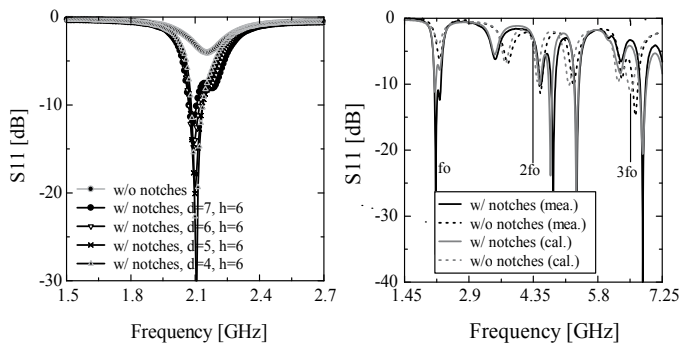 0
-10
-20
-30
S11 [dB]
w/o notches
w/ notches, d=7, h=6
w/ notches, d=6, h=6
w/ notches, d=5, h=6
w/ notches, d=4, h=6
1.5 1.8 2.1 2.4 2.7
Frequency [GHz]
0
-10
-20
-30
-40
S11 [dB]
fo 2fo 3fo
w/ notches (mea.)
w/o notches (mea.)
w/ notches (cal.)
w/o notches (cal.)
1.45 2.9 4.35 5.8 7.25
Frequency [GHz]